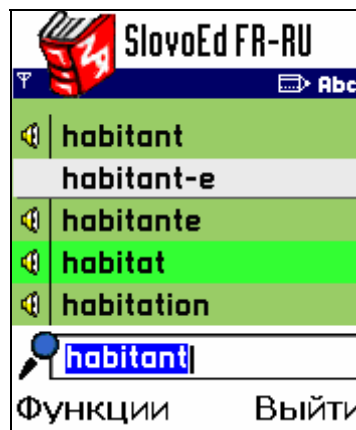 SlovoEd FR-RU
Abc
habitant
habitant-e
habitante
habitat
habitation
habitant
Функции Выйти